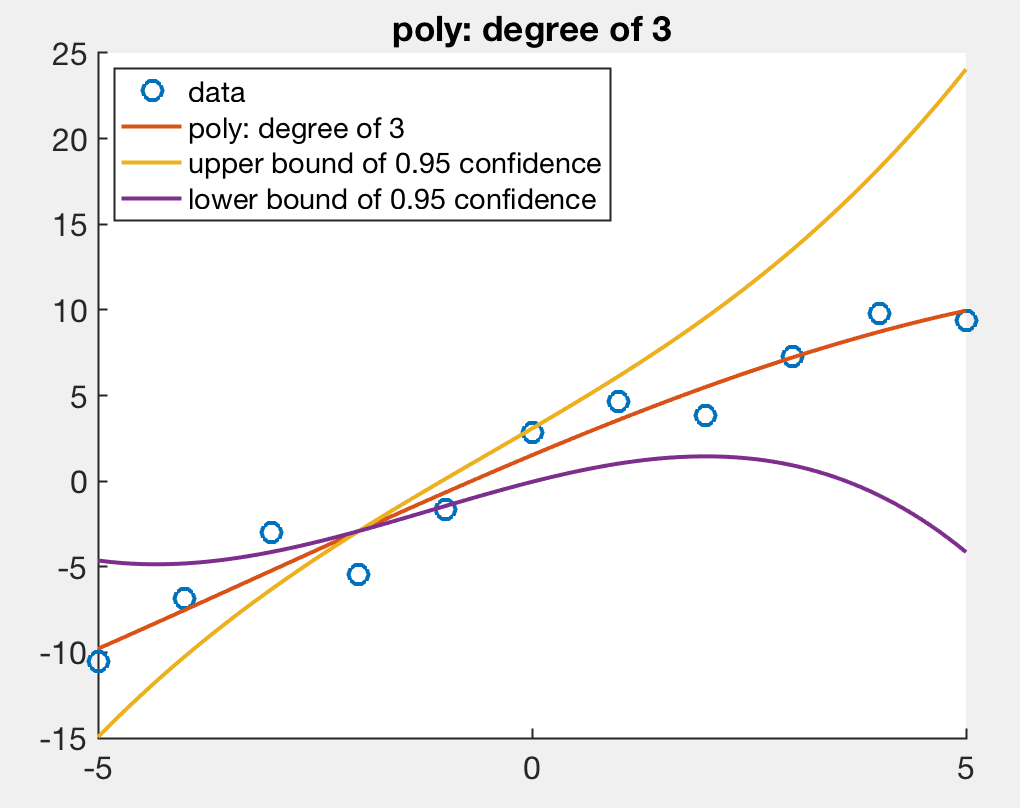 poly: degree of 3
25
20
15
10
5
0
-5
-10
-15
-5
0
5
data
poly: degree of 3
upper bound of 0.95 confidence
lower bound of 0.95 confidence